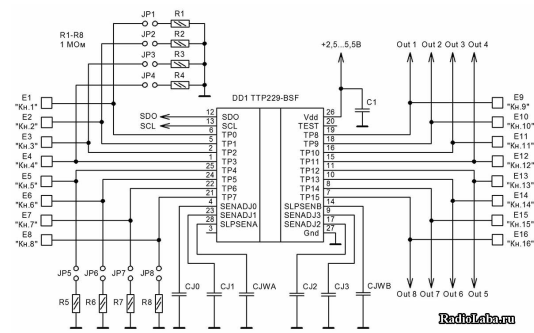 JP1 R1
R1-R8 JP2 R2
1 МОм JP3 R3
JP4 R4
+2,5...5,5В
Out 1 Out 2 Out 3 Out 4
DD1 TTP229-BSF
C1
E1
"Кн.1"
E2
"Кн.2"
E3
"Кн.3"
E4
"Кн.4"
E5
"Кн.5"
E6
"Кн.6"
E7
"Кн.7"
E8
"Кн.8"
SDO 12 SDO
SCL 13 SCL
6 TP0
5 TP1
2 TP2
1 TP3
25 TP4
24 TP5
22 TP6
21 TP7
4 SENADJ0
23 SENADJ1
28 SLPSENA
3
Vdd 26
TEST 20
TP8 19
TP9 18
TP10 16
TP11 15
TP12 11
TP13 10
TP14 8
TP15 7
SLPSENB 14
SENADJ3 9
SENADJ2 17
Gnd 27
E9
"Кн.9"
E10
"Кн.10"
E11
"Кн.11"
E12
"Кн.12"
E13
"Кн.13"
E14
"Кн.14"
E15
"Кн.15"
E16
"Кн.16"
JP5 JP6 JP7 JP8
R5 R6 R7 R8
CJ0 CJ1 CJWA CJ2 CJ3 CJWB
Out 8 Out 7 Out 6 Out 5
RadioLaba.ru